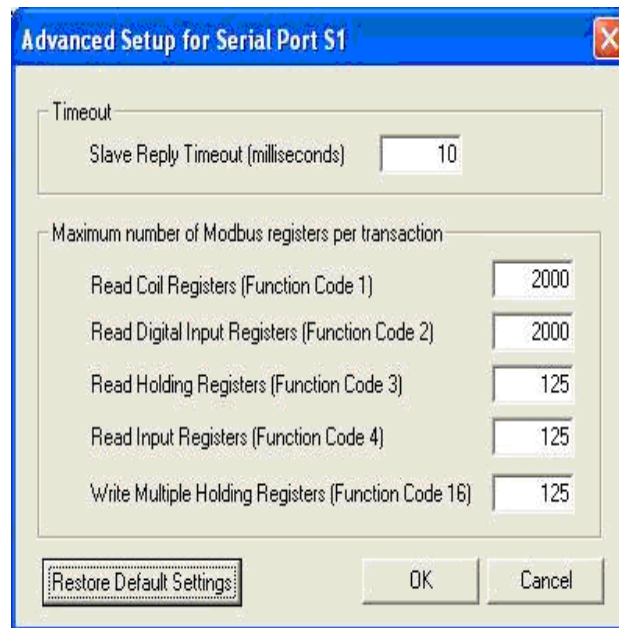 Advanced Setup for Serial Port S1
Timeout
Slave Reply Timeout (milliseconds) 10
Maximum number of Modbus registers per transaction
Read Coil Registers (Function Code 1) 2000
Read Digital Input Registers (Function Code 2) 2000
Read Holding Registers (Function Code 3) 125
Read Input Registers (Function Code 4) 125
Write Multiple Holding Registers (Function Code 16) 125
Restore Default Settings OK Cancel